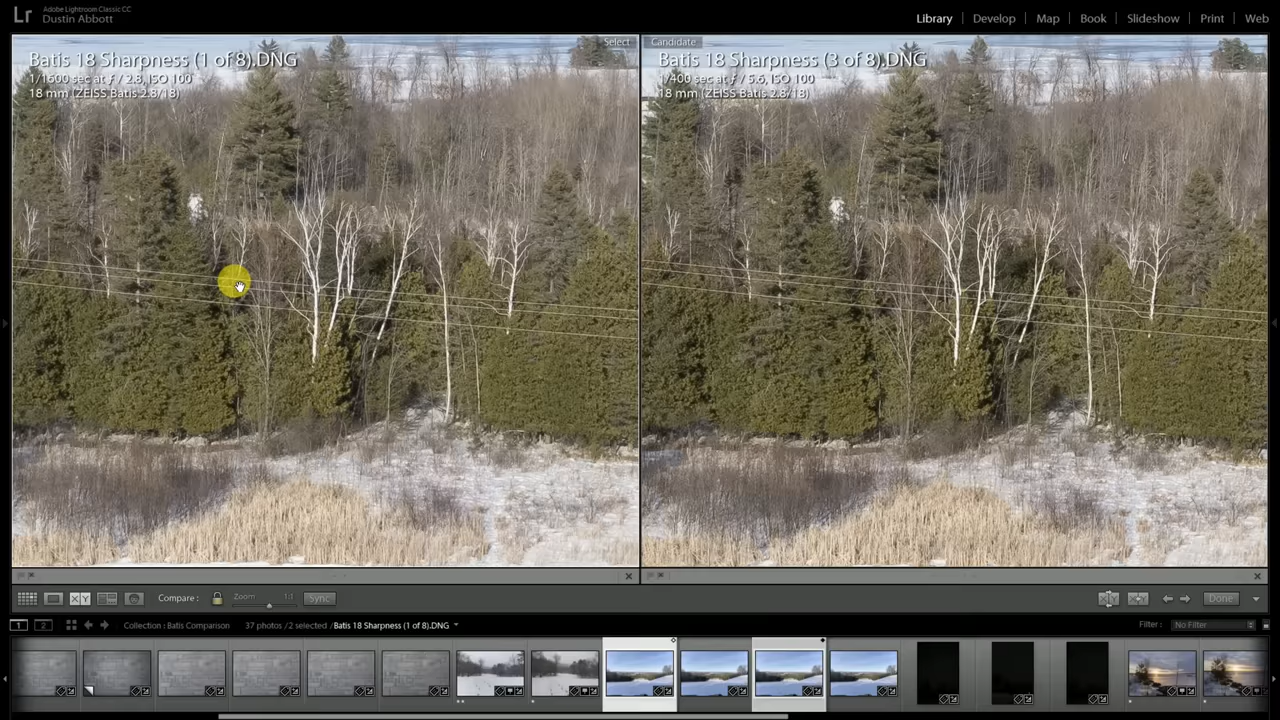 Lr
Adobe Lightroom Classic CC
Dustin Abbott
Library | Develop | Map | Book | Slideshow | Print | Web
Select
Batis 18 Sharpness (1 of 8).DNG
1/1600 sec at ƒ / 2.8, ISO 100
18 mm (ZEISS Batis 2.8/18)
Candidate
Batis 18 Sharpness (3 of 8).DNG
1/400 sec at ƒ / 5.6, ISO 100
18 mm (ZEISS Batis 2.8/18)
XY
Compare :
Zoom
1:1
Sync
Done
1 2
Collection : Batis Comparison
37 photos /2 selected /Batis 18 Sharpness (1 of 8).DNG
Filter :
No Filter